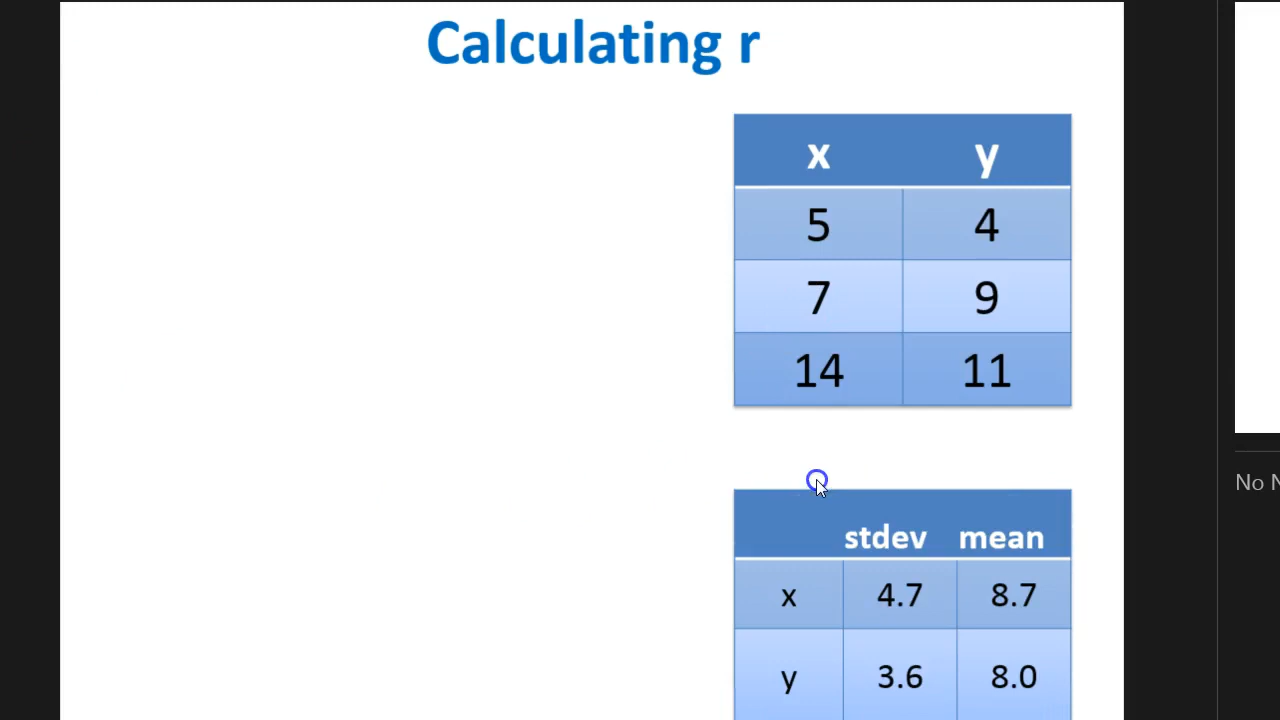 Calculating r
x y
5 4
7 9
14 11
No N
stdev mean
x 4.7 8.7
y 3.6 8.0